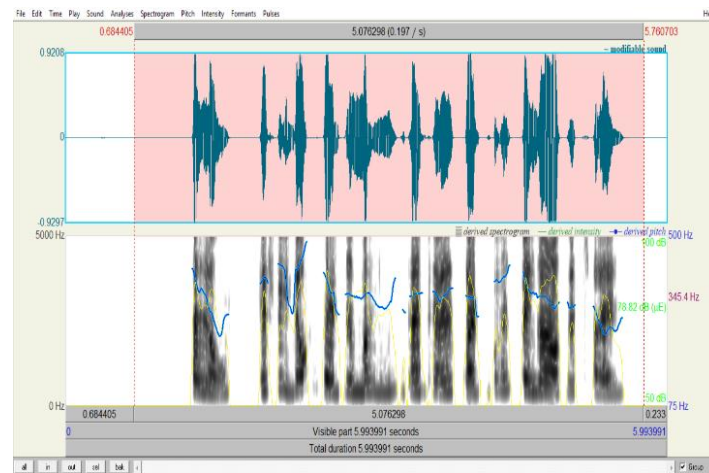 File Edit Time Play Sound Analyses Spectrogram Pitch Intensity Formants Pulses
0.684405 5.076298 (0.197 / s) 5.760703
0.9208 – modifiable sound
0
-0.9297
5000 Hz derived spectrogram derived intensity derived pitch 500 Hz
345.4 Hz
78.82 dB (µE)
0 Hz 50 dB 75 Hz
0.684405 5.076298 0.233
0 Visible part 5.993991 seconds 5.993991
Total duration 5.993991 seconds
all in out sel bak Group